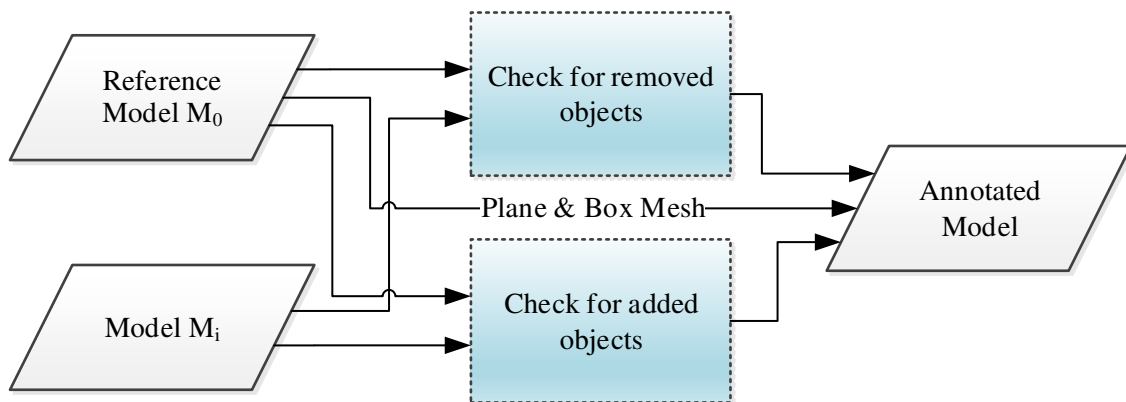 Reference
Model M₀
Check for removed
objects
Plane & Box Mesh
Annotated
Model
Model Mᵢ
Check for added
objects